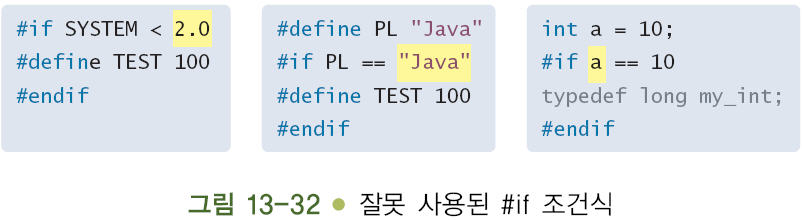 #if SYSTEM < 2.0
#define TEST 100
#endif
#define PL "Java"
#if PL == "Java"
#define TEST 100
#endif
int a = 10;
#if a == 10
typedef long my_int;
#endif
그림 13-32 ● 잘못 사용된 #if 조건식